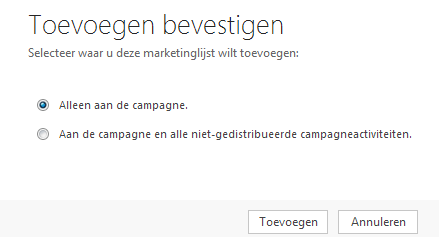 Toevoegen bevestigen
Selecteer waar u deze marketinglijst wilt toevoegen:
Alleen aan de campagne.
Aan de campagne en alle niet-gedistribueerde campagneactiviteiten.
Toevoegen Annuleren